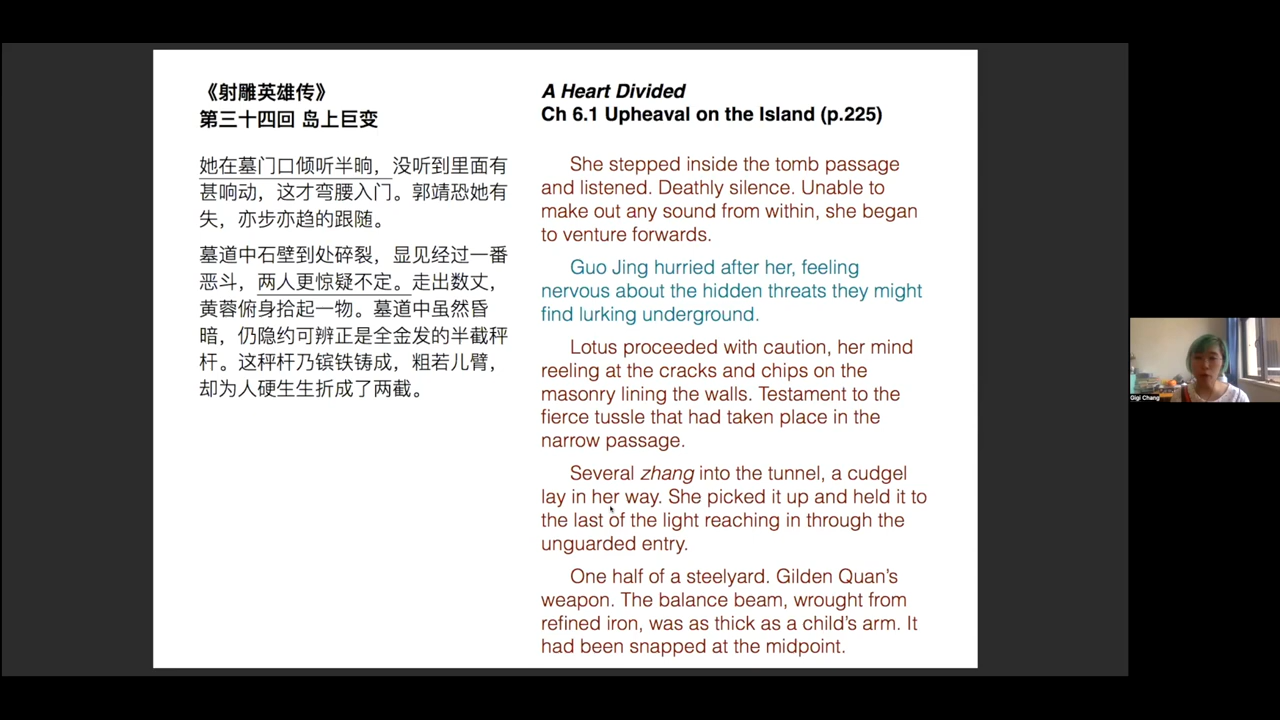 《射雕英雄传》
第三十四回 岛上巨变
她在墓门口倾听半晌，没听到里面有
甚响动，这才弯腰入门。郭靖恐她有
失，亦步亦趋的跟随。
墓道中石壁到处碎裂，显见经过一番
恶斗，两人更惊疑不定。走出数丈，
黄蓉俯身拾起一物。墓道中虽然昏
暗，仍隐约可辨正是全金发的半截秤
杆。这秤杆乃镔铁铸成，粗若儿臂，
却为人硬生生折成了两截。
A Heart Divided
Ch 6.1 Upheaval on the Island (p.225)
She stepped inside the tomb passage
and listened. Deathly silence. Unable to
make out any sound from within, she began
to venture forwards.
Guo Jing hurried after her, feeling
nervous about the hidden threats they might
find lurking underground.
Lotus proceeded with caution, her mind
reeling at the cracks and chips on the
masonry lining the walls. Testament to the
fierce tussle that had taken place in the
narrow passage.
Several zhang into the tunnel, a cudgel
lay in her way. She picked it up and held it to
the last of the light reaching in through the
unguarded entry.
One half of a steelyard. Gilden Quan’s
weapon. The balance beam, wrought from
refined iron, was as thick as a child’s arm. It
had been snapped at the midpoint.
Gigi Chang